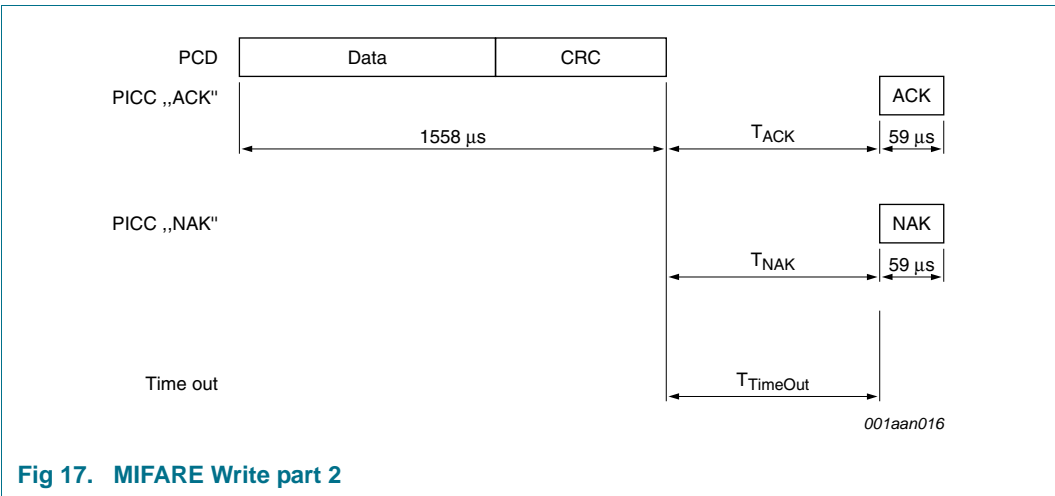 PCD Data CRC
PICC ,,ACK" ACK
1558 μs TACK 59 μs
PICC ,,NAK" NAK
TNAK 59 μs
Time out TTimeOut
001aan016
Fig 17. MIFARE Write part 2